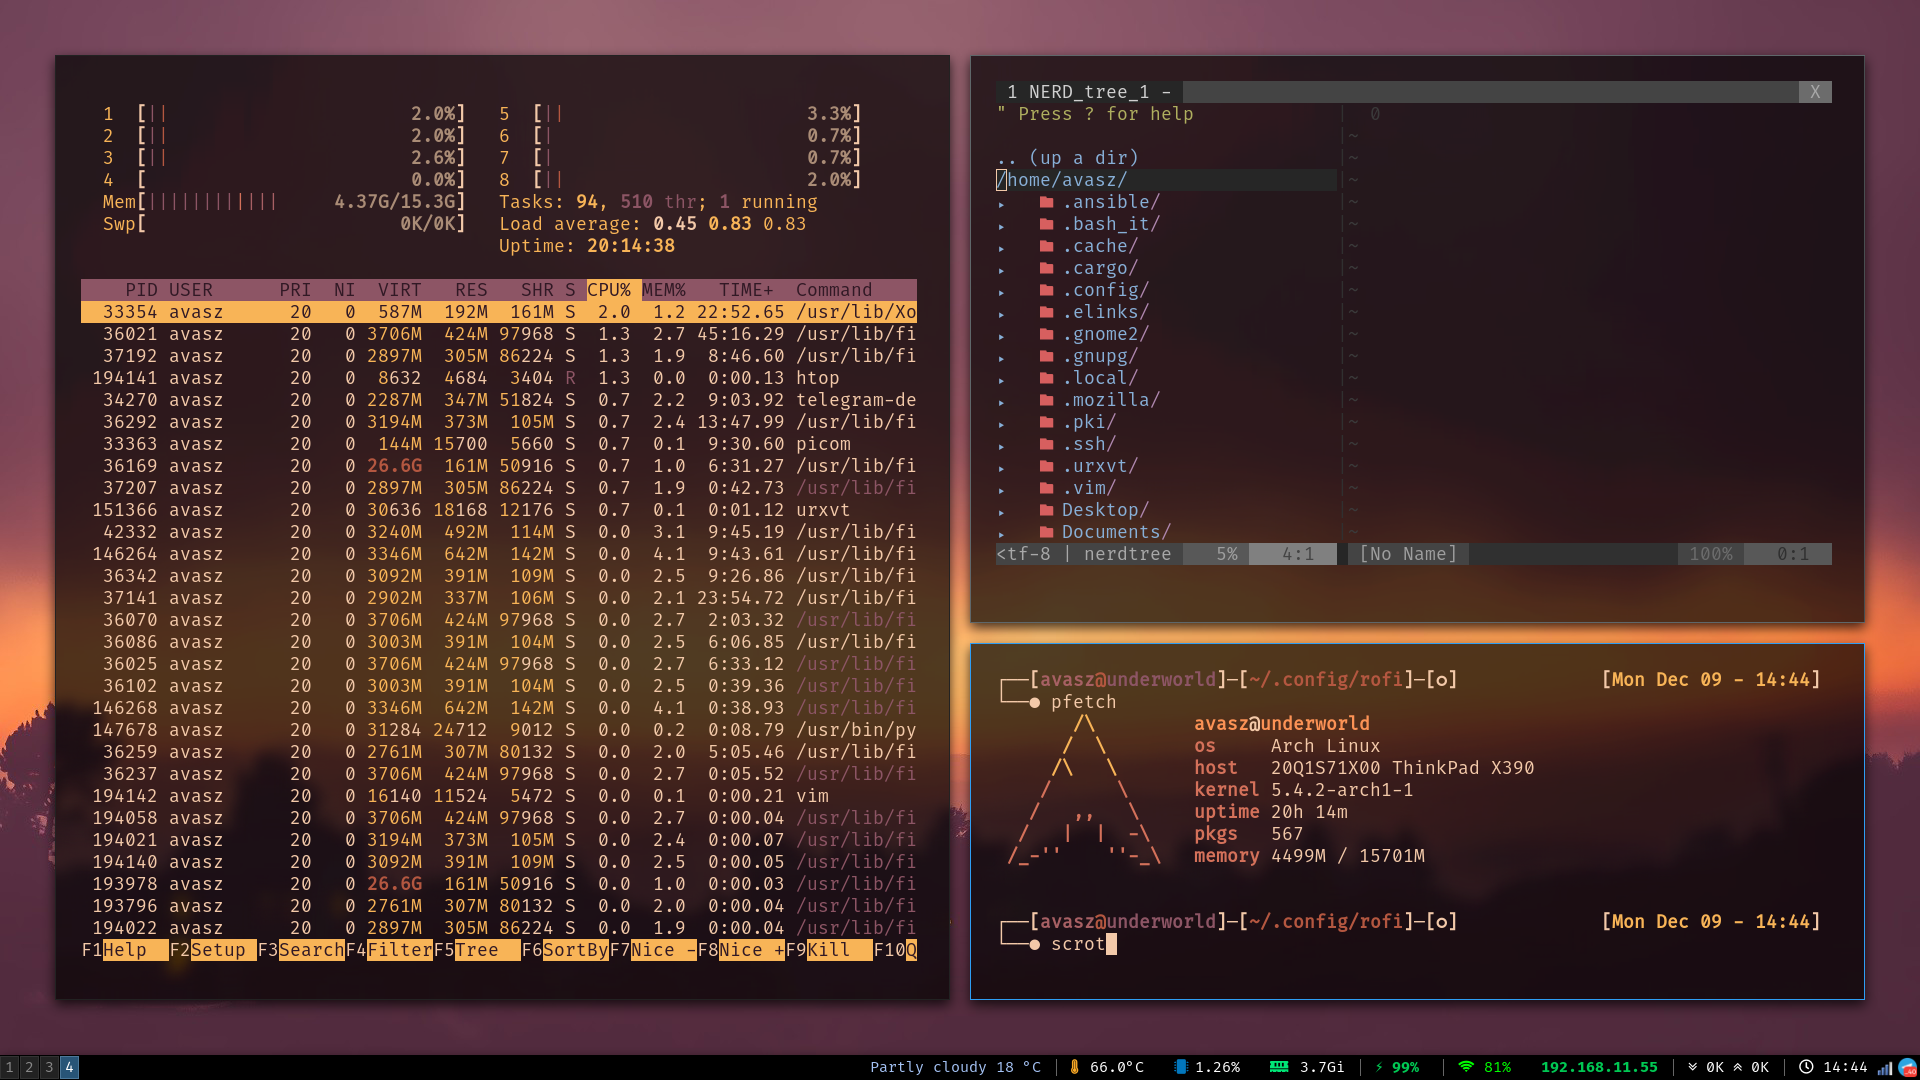 1 [|| 2.0%] 5 [|| 3.3%]
2 [|| 2.0%] 6 [| 0.7%]
3 [|| 2.6%] 7 [| 0.7%]
4 [ 0.0%] 8 [|| 2.0%]
Mem[|||||||||||| 4.37G/15.3G] Tasks: 94, 510 thr; 1 running
Swp[ 0K/0K] Load average: 0.45 0.83 0.83
Uptime: 20:14:38
PID USER PRI NI VIRT RES SHR S CPU% MEM% TIME+ Command
33354 avasz 20 0 587M 192M 161M S 2.0 1.2 22:52.65 /usr/lib/Xo
36021 avasz 20 0 3706M 424M 97968 S 1.3 2.7 45:16.29 /usr/lib/fi
37192 avasz 20 0 2897M 305M 86224 S 1.3 1.9 8:46.60 /usr/lib/fi
194141 avasz 20 0 8632 4684 3404 R 1.3 0.0 0:00.13 htop
34270 avasz 20 0 2287M 347M 51824 S 0.7 2.2 9:03.92 telegram-de
36292 avasz 20 0 3194M 373M 105M S 0.7 2.4 13:47.99 /usr/lib/fi
33363 avasz 20 0 144M 15700 5660 S 0.7 0.1 9:30.60 picom
36169 avasz 20 0 26.6G 161M 50916 S 0.7 1.0 6:31.27 /usr/lib/fi
37207 avasz 20 0 2897M 305M 86224 S 0.7 1.9 0:42.73 /usr/lib/fi
151366 avasz 20 0 30636 18168 12176 S 0.7 0.1 0:01.12 urxvt
42332 avasz 20 0 3240M 492M 114M S 0.0 3.1 9:45.19 /usr/lib/fi
146264 avasz 20 0 3346M 642M 142M S 0.0 4.1 9:43.61 /usr/lib/fi
36342 avasz 20 0 3092M 391M 109M S 0.0 2.5 9:26.86 /usr/lib/fi
37141 avasz 20 0 2902M 337M 106M S 0.0 2.1 23:54.72 /usr/lib/fi
36070 avasz 20 0 3706M 424M 97968 S 0.0 2.7 2:03.32 /usr/lib/fi
36086 avasz 20 0 3003M 391M 104M S 0.0 2.5 6:06.85 /usr/lib/fi
36025 avasz 20 0 3706M 424M 97968 S 0.0 2.7 6:33.12 /usr/lib/fi
36102 avasz 20 0 3003M 391M 104M S 0.0 2.5 0:39.36 /usr/lib/fi
146268 avasz 20 0 3346M 642M 142M S 0.0 4.1 0:38.93 /usr/lib/fi
147678 avasz 20 0 31284 24712 9012 S 0.0 0.2 0:08.79 /usr/bin/py
36259 avasz 20 0 2761M 307M 80132 S 0.0 2.0 5:05.46 /usr/lib/fi
36237 avasz 20 0 3706M 424M 97968 S 0.0 2.7 0:05.52 /usr/lib/fi
194142 avasz 20 0 16140 11524 5472 S 0.0 0.1 0:00.21 vim
194058 avasz 20 0 3706M 424M 97968 S 0.0 2.7 0:00.04 /usr/lib/fi
194021 avasz 20 0 3194M 373M 105M S 0.0 2.4 0:00.07 /usr/lib/fi
194140 avasz 20 0 3092M 391M 109M S 0.0 2.5 0:00.05 /usr/lib/fi
193978 avasz 20 0 26.6G 161M 50916 S 0.0 1.0 0:00.03 /usr/lib/fi
193796 avasz 20 0 2761M 307M 80132 S 0.0 2.0 0:00.04 /usr/lib/fi
194022 avasz 20 0 2897M 305M 86224 S 0.0 1.9 0:00.04 /usr/lib/fi
F1Help F2Setup F3SearchF4FilterF5Tree F6SortByF7Nice -F8Nice +F9Kill F10Q
1 NERD_tree_1 - X
" Press ? for help 0
.. (up a dir)
/home/avasz/
▸ .ansible/
▸ .bash_it/
▸ .cache/
▸ .cargo/
▸ .config/
▸ .elinks/
▸ .gnome2/
▸ .gnupg/
▸ .local/
▸ .mozilla/
▸ .pki/
▸ .ssh/
▸ .urxvt/
▸ .vim/
▸ Desktop/
▸ Documents/
<tf-8 | nerdtree 5% 4:1 [No Name] 100% 0:1
┌──[avasz@underworld]─[~/.config/rofi]─[o] [Mon Dec 09 - 14:44]
└──● pfetch
avasz@underworld
os Arch Linux
host 20Q1S71X00 ThinkPad X390
kernel 5.4.2-arch1-1
uptime 20h 14m
pkgs 567
memory 4499M / 15701M
┌──[avasz@underworld]─[~/.config/rofi]─[o] [Mon Dec 09 - 14:44]
└──● scrot
1 2 3 4 Partly cloudy 18 °C | 66.0°C 1.26% 3.7Gi | ⚡ 99% | 81% 192.168.11.55 | 0K 0K | 14:44